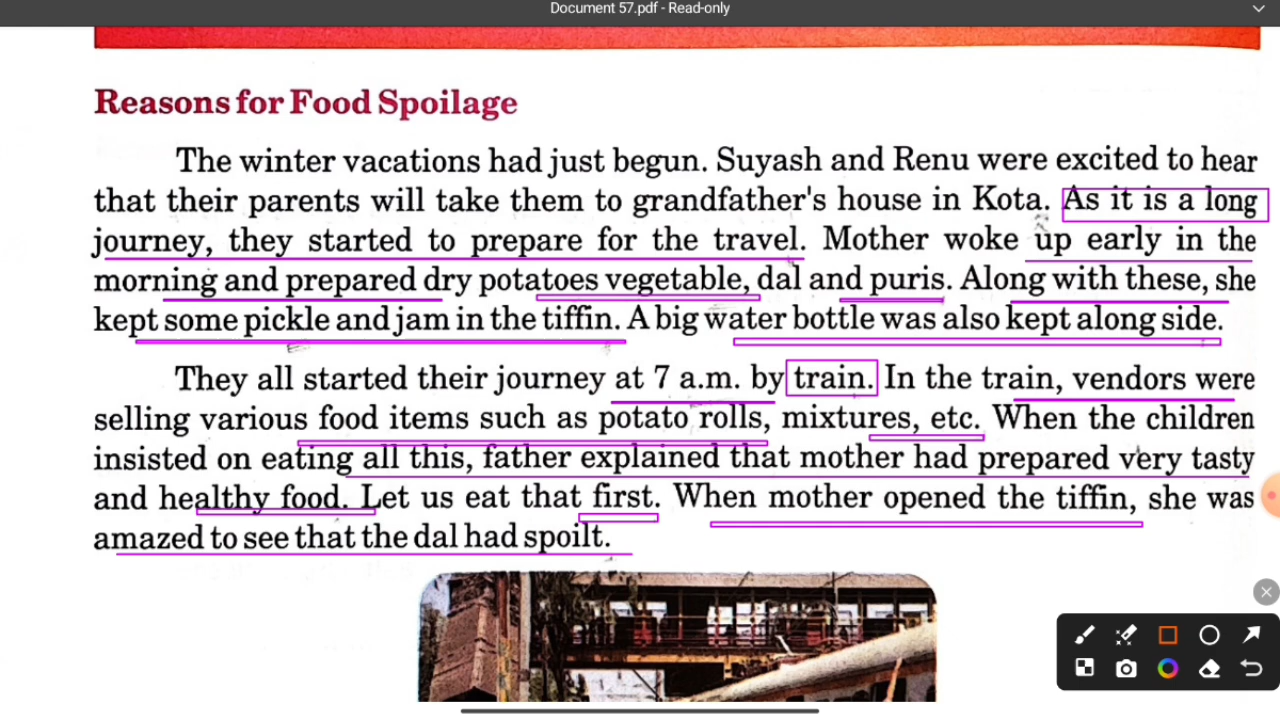 Document 57.pdf - Read-only
Reasons for Food Spoilage
The winter vacations had just begun. Suyash and Renu were excited to hear
that their parents will take them to grandfather's house in Kota. As it is a long
journey, they started to prepare for the travel. Mother woke up early in the
morning and prepared dry potatoes vegetable, dal and puris. Along with these, she
kept some pickle and jam in the tiffin. A big water bottle was also kept along side.
They all started their journey at 7 a.m. by train. In the train, vendors were
selling various food items such as potato rolls, mixtures, etc. When the children
insisted on eating all this, father explained that mother had prepared very tasty
and healthy food. Let us eat that first. When mother opened the tiffin, she was
amazed to see that the dal had spoilt.